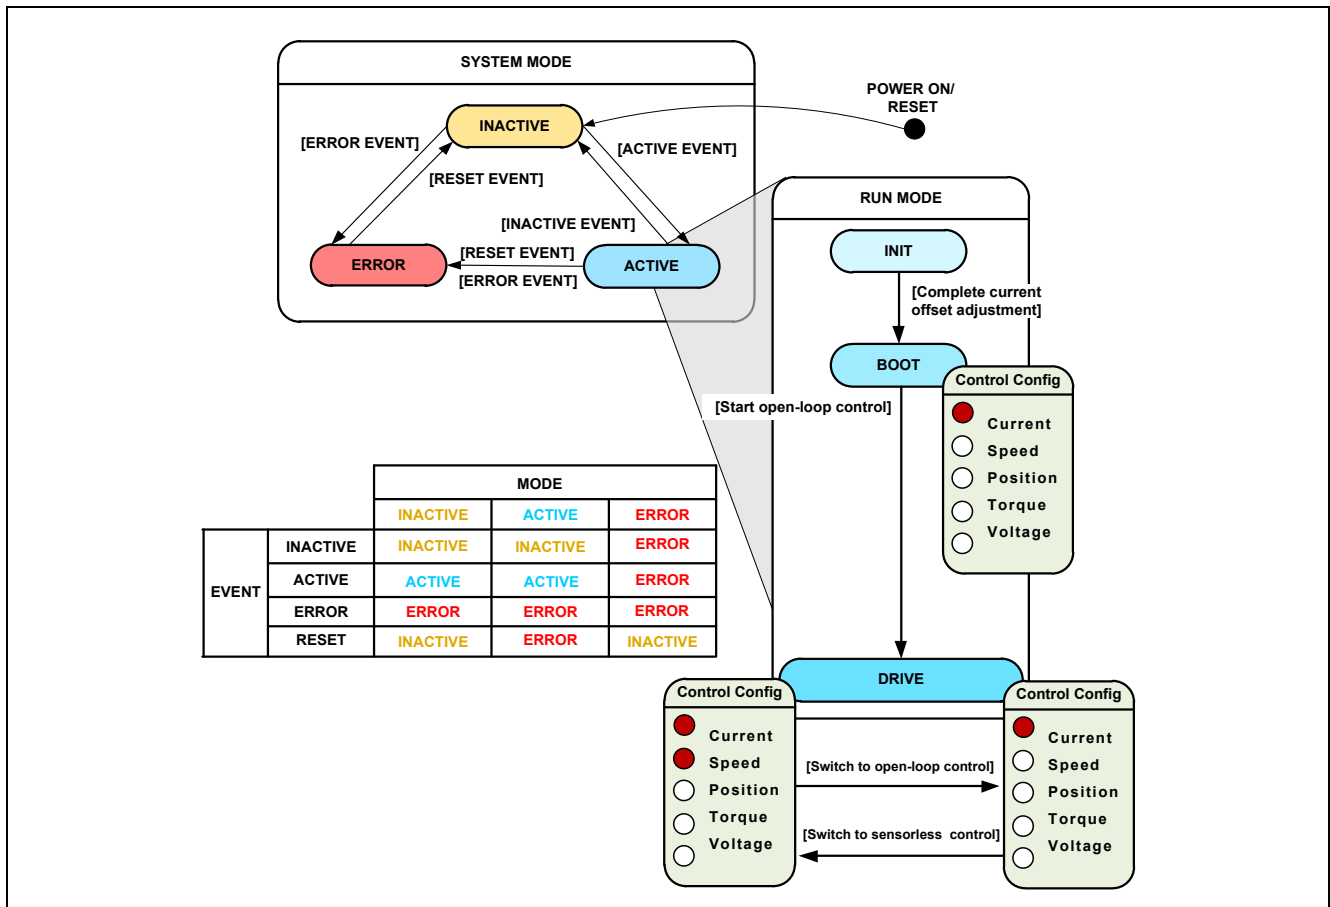 SYSTEM MODE
POWER ON/
RESET
INACTIVE
[ERROR EVENT]
[ACTIVE EVENT]
[RESET EVENT]
[INACTIVE EVENT]
ERROR
[RESET EVENT]
[ERROR EVENT]
ACTIVE
RUN MODE
INIT
[Complete current
offset adjustment]
BOOT
[Start open-loop control]
Control Config
Current
Speed
Position
Torque
Voltage
MODE
INACTIVE ACTIVE ERROR
EVENT
INACTIVE INACTIVE INACTIVE ERROR
ACTIVE ACTIVE ACTIVE ERROR
ERROR ERROR ERROR ERROR
RESET INACTIVE ERROR INACTIVE
DRIVE
Control Config
Current
Speed
Position
Torque
Voltage
[Switch to open-loop control]
[Switch to sensorless control]
Control Config
Current
Speed
Position
Torque
Voltage